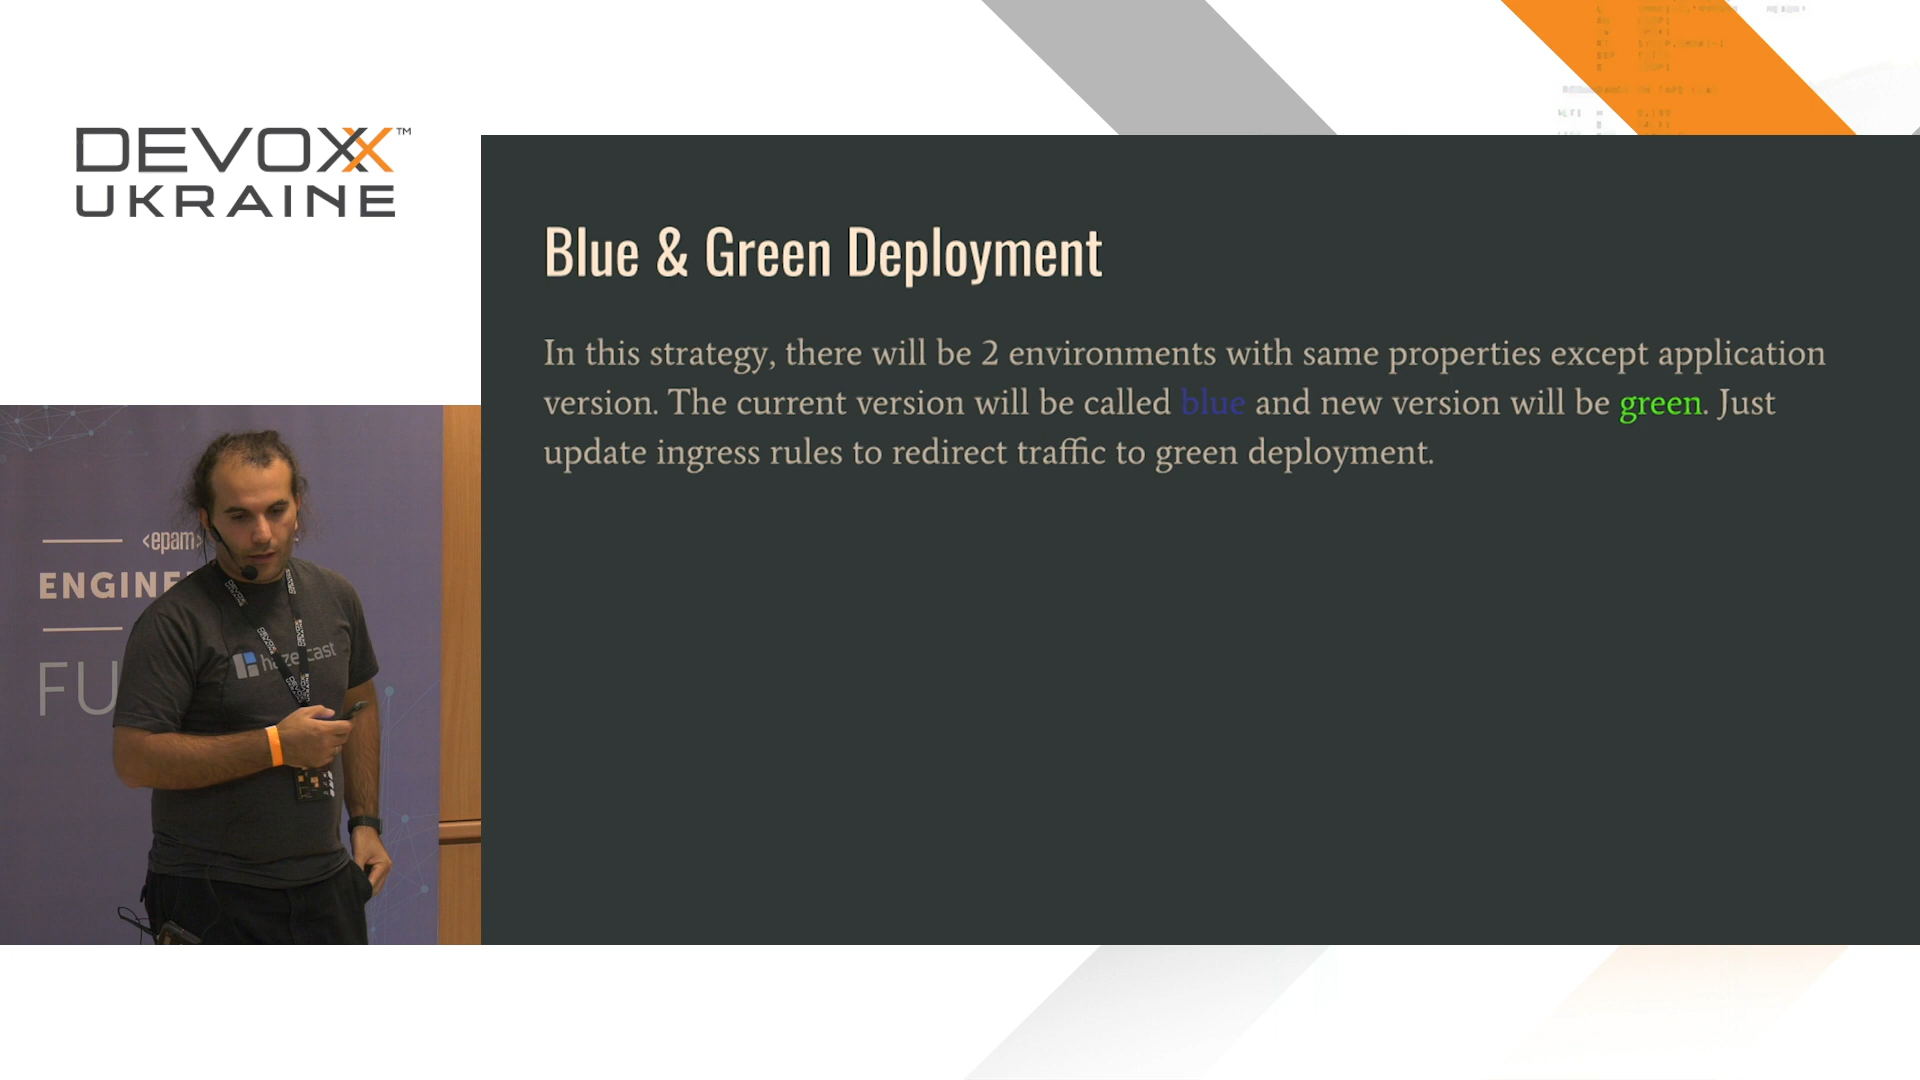 DEVOXX™
UKRAINE
Blue & Green Deployment
In this strategy, there will be 2 environments with same properties except application
version. The current version will be called blue and new version will be green. Just
update ingress rules to redirect traffic to green deployment.
<epam>
ENGINE
FU
hazelcast